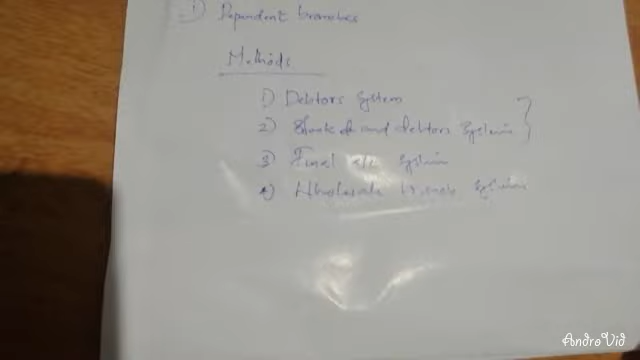 1) Dependent branches
Methods
1) Debtors system
2) Stock and debtors system
3) Final a/c system
4) Wholesale branch system
AndroVid